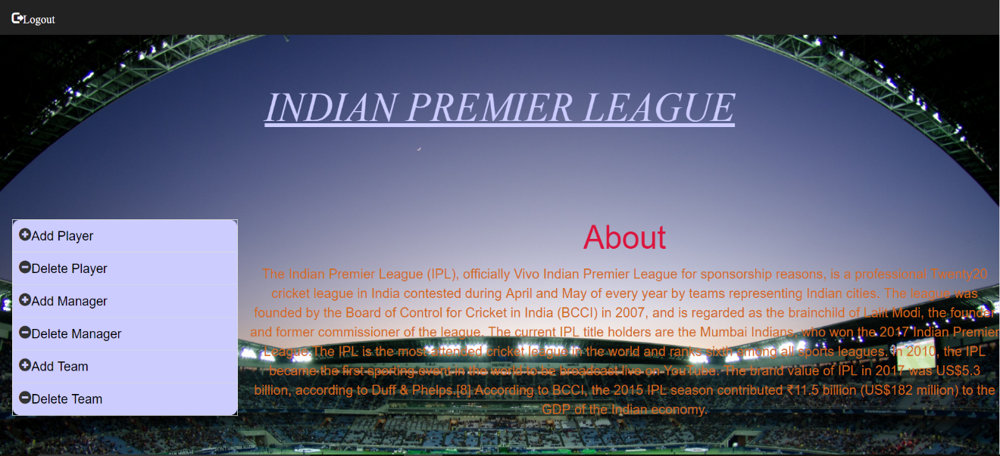 Logout
INDIAN PREMIER LEAGUE
Add Player
Delete Player
Add Manager
Delete Manager
Add Team
Delete Team
About
The Indian Premier League (IPL), officially Vivo Indian Premier League for sponsorship reasons, is a professional Twenty20
cricket league in India contested during April and May of every year by teams representing Indian cities. The league was
founded by the Board of Control for Cricket in India (BCCI) in 2007, and is regarded as the brainchild of Lalit Modi, the founder
and former commissioner of the league. The current IPL title holders are the Mumbai Indians, who won the 2017 Indian Premier
League.The IPL is the most-attended cricket league in the world and ranks sixth among all sports leagues. In 2010, the IPL
became the first sporting event in the world to be broadcast live on YouTube. The brand value of IPL in 2017 was US$5.3
billion, according to Duff & Phelps.[8] According to BCCI, the 2015 IPL season contributed ₹11.5 billion (US$182 million) to the
GDP of the Indian economy.